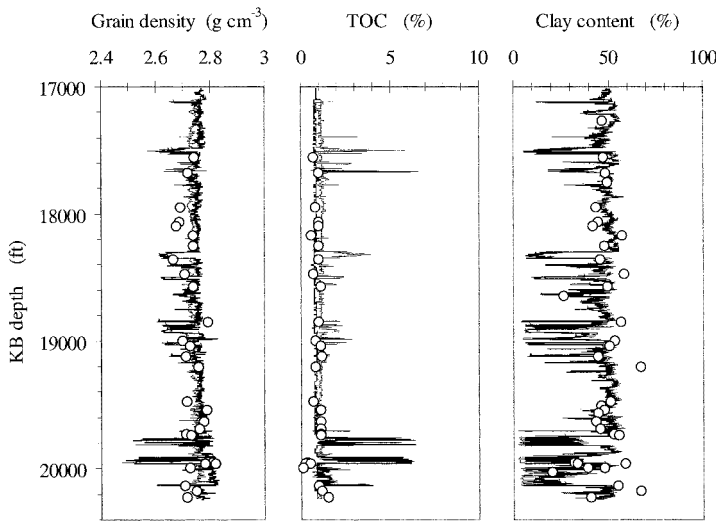 Grain density (g cm⁻³) TOC (%) Clay content (%)
2.4 2.6 2.8 3 0 5 10 0 50 100
17000
18000
19000
20000
KB depth (ft)